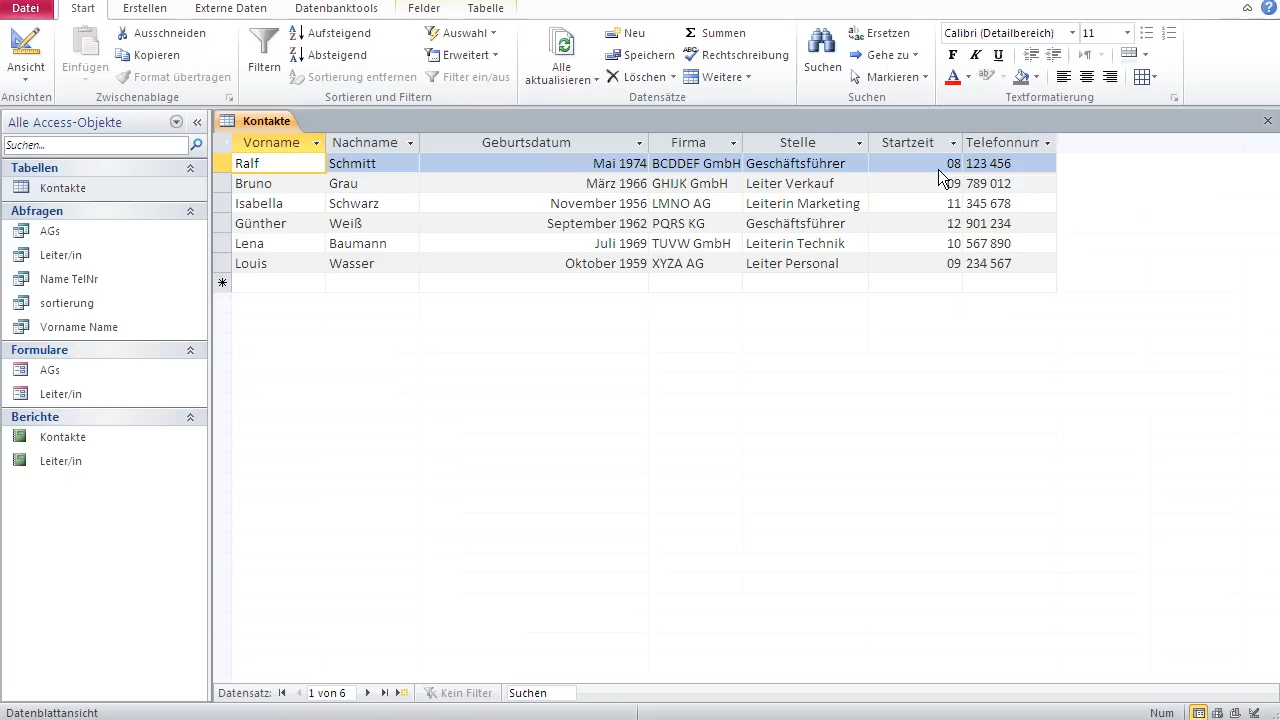 Datei Start Erstellen Externe Daten Datenbanktools Felder Tabelle
Ansicht
Ansichten
Einfügen
Ausschneiden
Kopieren
Format übertragen
Zwischenablage
Filtern
Aufsteigend
Absteigend
Sortierung entfernen
Auswahl
Erweitert
Filter ein/aus
Sortieren und Filtern
Alle
aktualisieren
Neu
Speichern
Löschen
Summen
Rechtschreibung
Weitere
Datensätze
Suchen
Ersetzen
Gehe zu
Markieren
Suchen
Calibri (Detailbereich) 11
F K U
A
Textformatierung
Alle Access-Objekte
Suchen...
Tabellen
Kontakte
Abfragen
AGs
Leiter/in
Name TelNr
sortierung
Vorname Name
Formulare
AGs
Leiter/in
Berichte
Kontakte
Leiter/in
Kontakte
Vorname Nachname Geburtsdatum Firma Stelle Startzeit Telefonnum
Ralf Schmitt Mai 1974 BCDDEF GmbH Geschäftsführer 08 123 456
Bruno Grau März 1966 GHIJK GmbH Leiter Verkauf 09 789 012
Isabella Schwarz November 1956 LMNO AG Leiterin Marketing 11 345 678
Günther Weiß September 1962 PQRS KG Geschäftsführer 12 901 234
Lena Baumann Juli 1969 TUVW GmbH Leiterin Technik 10 567 890
Louis Wasser Oktober 1959 XYZA AG Leiter Personal 09 234 567
Datensatz: 1 von 6 Kein Filter Suchen
Datenblattansicht Num